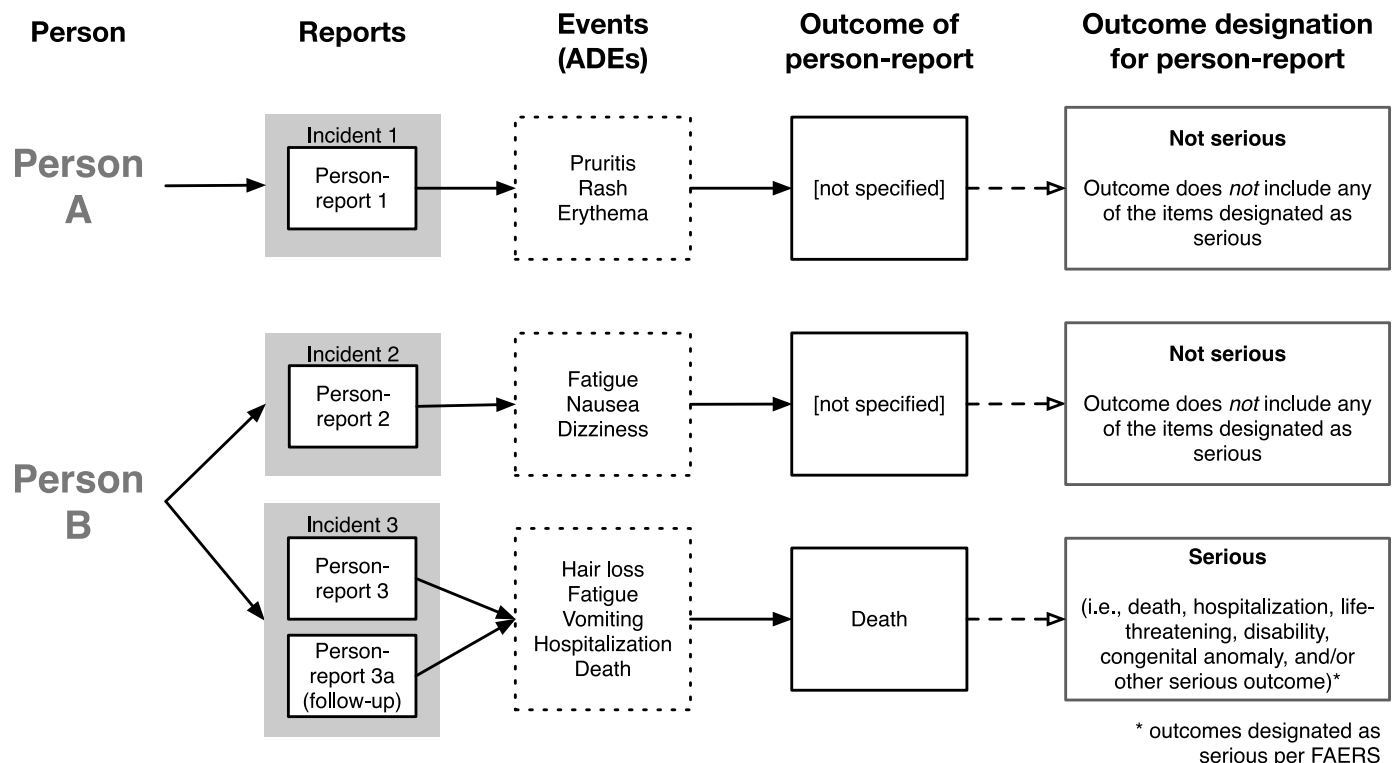 Person
Reports
Events
(ADEs)
Outcome of
person-report
Outcome designation
for person-report
Person
A
Incident 1
Person-
report 1
Pruritis
Rash
Erythema
[not specified]
Not serious
Outcome does not include any
of the items designated as
serious
Person
B
Incident 2
Person-
report 2
Fatigue
Nausea
Dizziness
[not specified]
Not serious
Outcome does not include any
of the items designated as
serious
Incident 3
Person-
report 3
Person-
report 3a
(follow-up)
Hair loss
Fatigue
Vomiting
Hospitalization
Death
Death
Serious
(i.e., death, hospitalization, life-
threatening, disability,
congenital anomaly, and/or
other serious outcome)*
* outcomes designated as
serious per FAERS